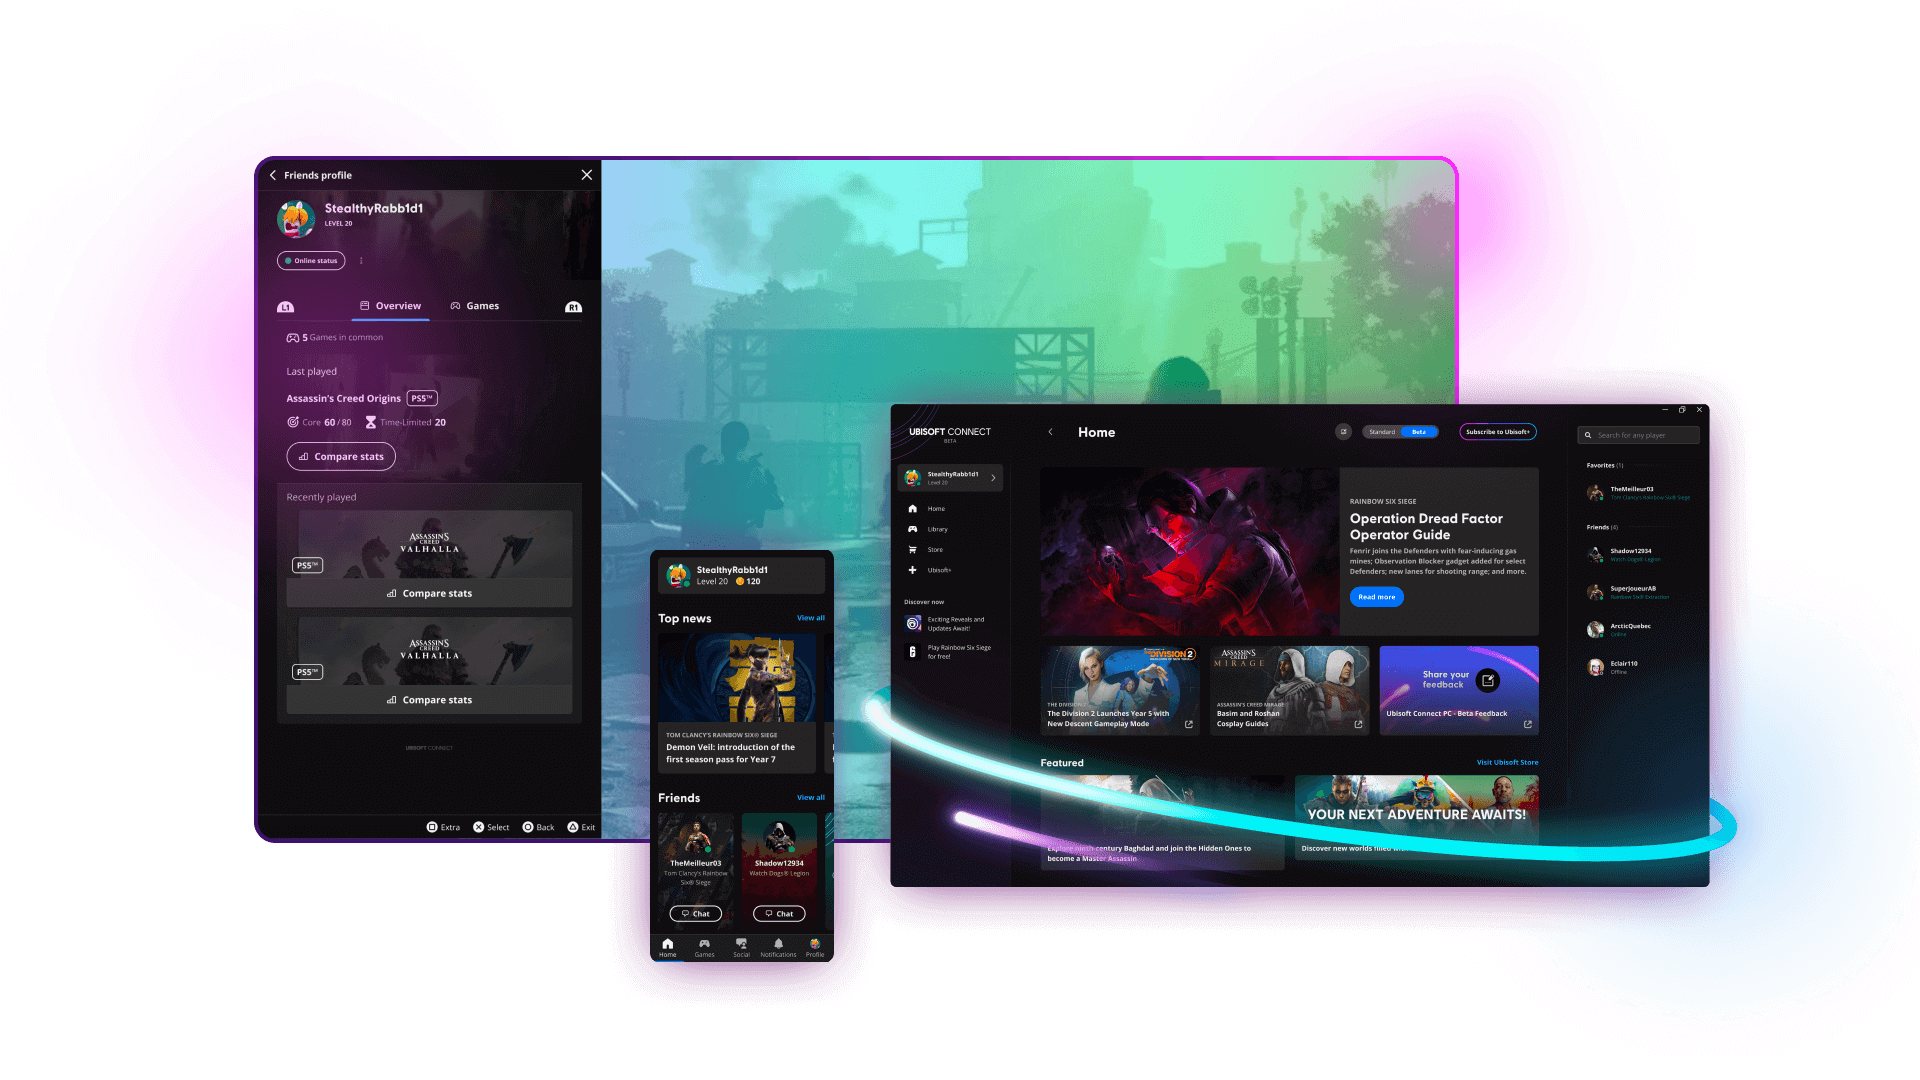 Friends profile
StealthyRabb1d1
LEVEL 20
Online status
L1
Overview
Games
R1
5 Games in common
Last played
Assassin's Creed Origins PS5™
Core 60 / 80 Time-Limited 20
Compare stats
Recently played
ASSASSIN'S
CREED
VALHALLA
PS5™
Compare stats
ASSASSIN'S
CREED
VALHALLA
PS5™
Compare stats
UBISOFT CONNECT
Extra Select Back Exit
StealthyRabb1d1
Level 20 120
Top news View all
TOM CLANCY'S RAINBOW SIX® SIEGE
Demon Veil: introduction of the
first season pass for Year 7
Friends View all
TheMeilleur03
Tom Clancy's Rainbow
Six® Siege
Chat
Shadow12934
Watch Dogs® Legion
Chat
Home Games Social Notifications Profile
UBISOFT CONNECT
BETA
StealthyRabb1d1
Level 20
Home
Library
Store
Ubisoft+
Discover now
Exciting Reveals and
Updates Await!
Play Rainbow Six Siege
for free!
Home
Standard Beta
Subscribe to Ubisoft+
RAINBOW SIX SIEGE
Operation Dread Factor
Operator Guide
Fenrir joins the Defenders with fear-inducing gas
mines; Observation Blocker gadget added for select
Defenders; new lanes for shooting range; and more.
Read more
THE DIVISION 2
THE DIVISION 2
The Division 2 Launches Year 5 with
New Descent Gameplay Mode
ASSASSIN'S
CREED
MIRAGE
ASSASSIN'S CREED MIRAGE
Basim and Roshan
Cosplay Guides
Share your
feedback
Ubisoft Connect PC - Beta Feedback
Featured
Visit Ubisoft Store
Explore ninth-century Baghdad and join the Hidden Ones to
become a Master Assassin
YOUR NEXT ADVENTURE AWAITS!
Discover new worlds filled
Search for any player
Favorites (1)
TheMeilleur03
Tom Clancy's Rainbow Six® Siege
Friends (4)
Shadow12934
Watch Dogs® Legion
SuperJoueurAB
Rainbow Six® Extraction
ArcticQuebec
Online
Eclair110
Offline